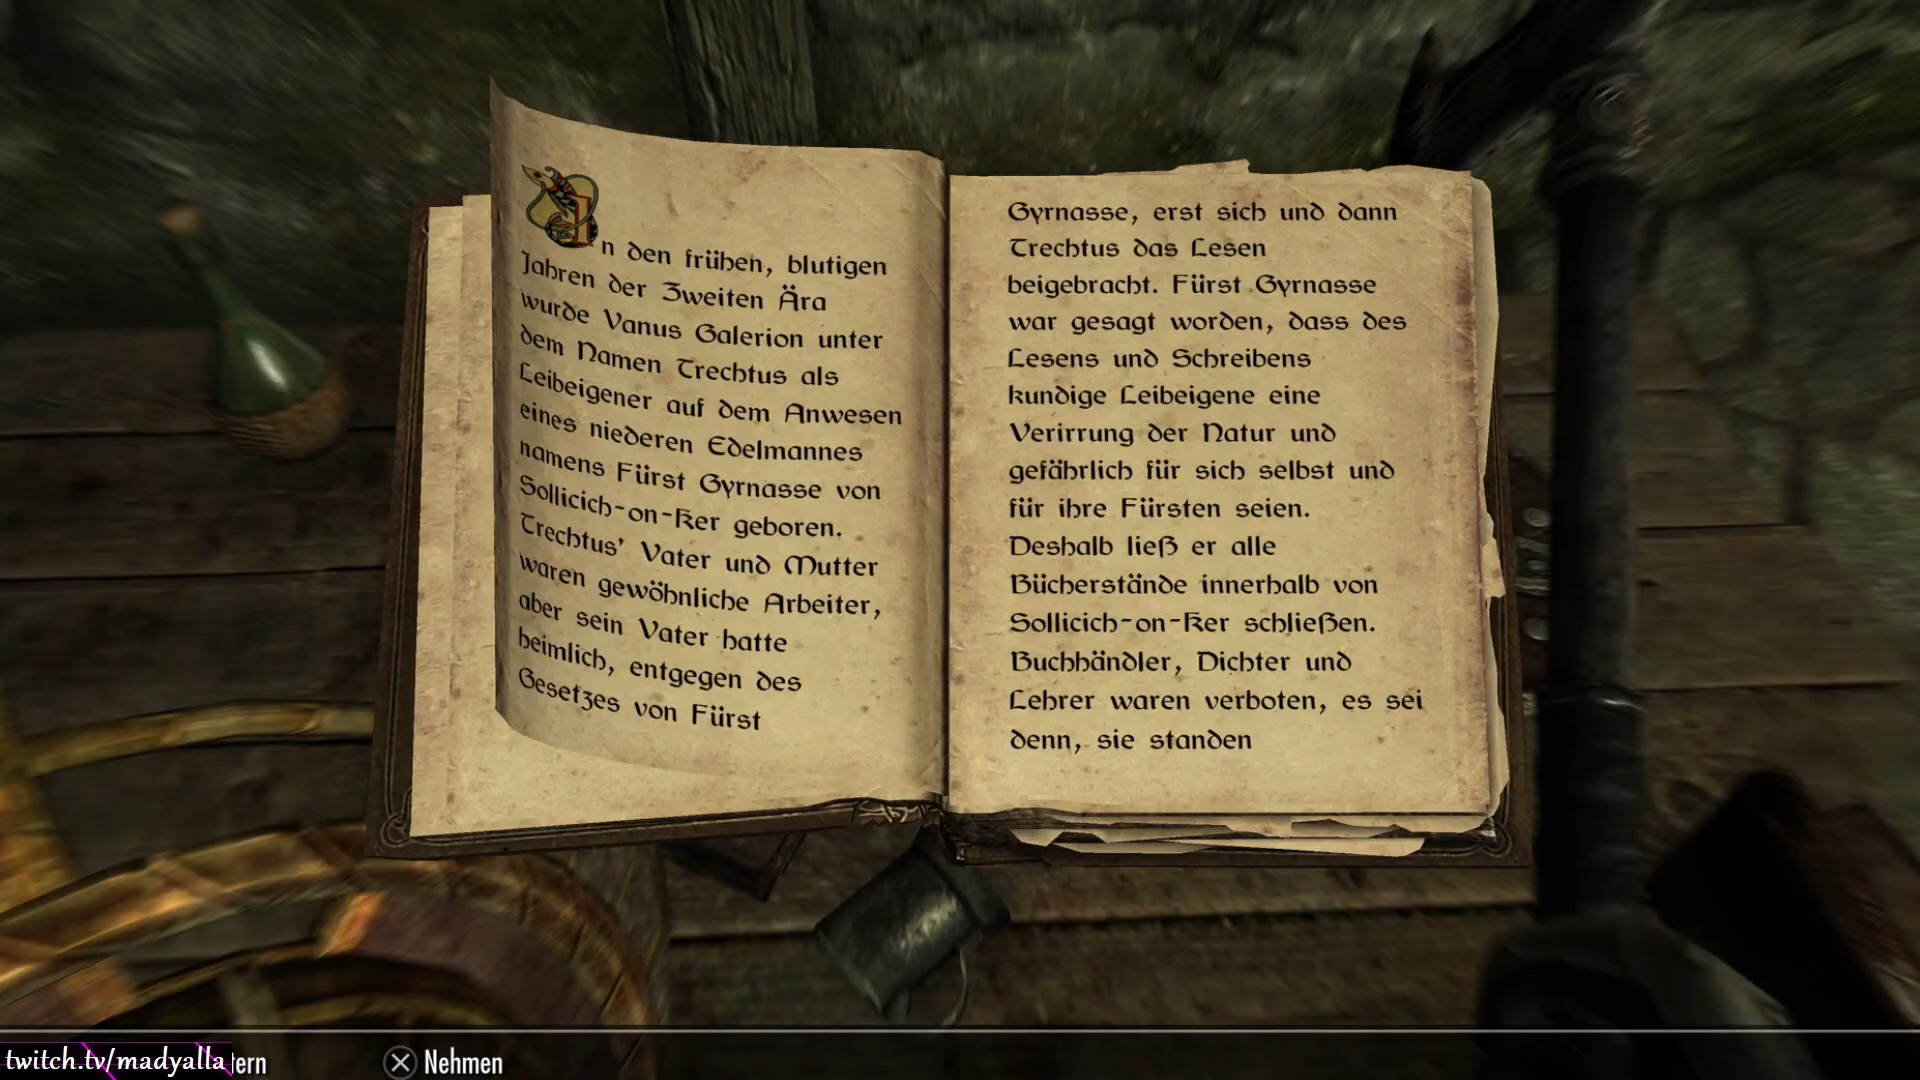 In den frühen, blutigen
Jahren der Zweiten Ära
wurde Vanus Galerion unter
dem Namen Trechtus als
Leibeigener auf dem Anwesen
eines niederen Edelmannes
namens Fürst Gyrnasse von
Sollicich-on-Ker geboren.
Trechtus' Vater und Mutter
waren gewöhnliche Arbeiter,
aber sein Vater hatte
heimlich, entgegen des
Gesetzes von Fürst
Gyrnasse, erst sich und dann
Trechtus das Lesen
beigebracht. Fürst Gyrnasse
war gesagt worden, dass des
Lesens und Schreibens
kundige Leibeigene eine
Verirrung der Natur und
gefährlich für sich selbst und
für ihre Fürsten seien.
Deshalb ließ er alle
Bücherstände innerhalb von
Sollicich-on-Ker schließen.
Buchhändler, Dichter und
Lehrer waren verboten, es sei
denn, sie standen
twitch.tv/madyalla
Nehmen